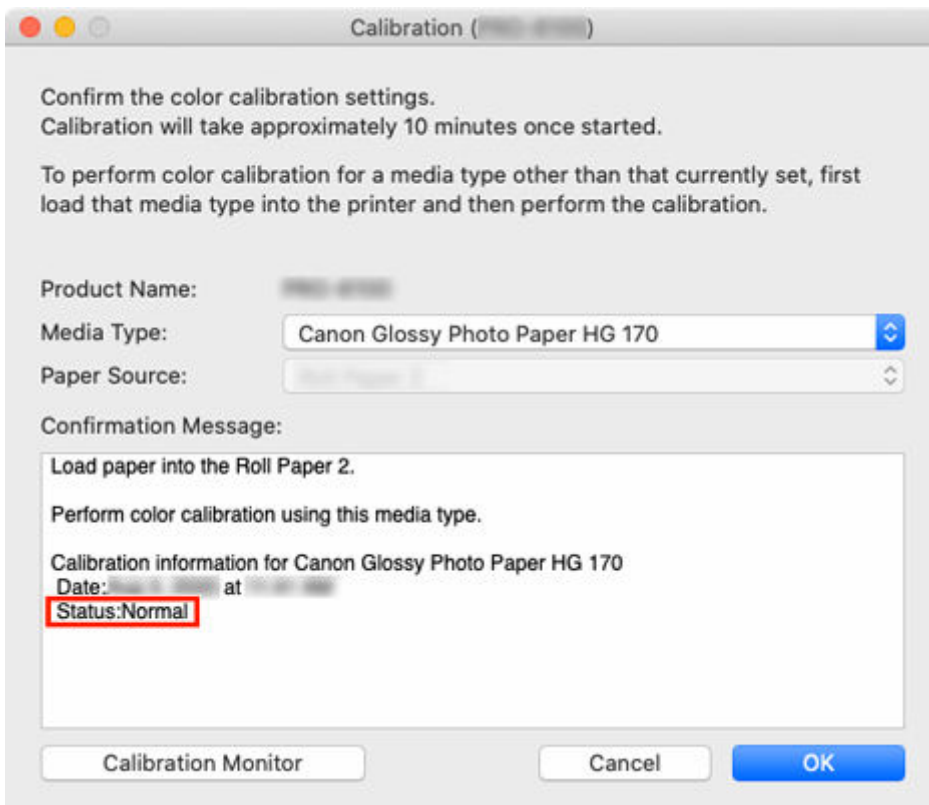 Calibration ( )
Confirm the color calibration settings.
Calibration will take approximately 10 minutes once started.
To perform color calibration for a media type other than that currently set, first
load that media type into the printer and then perform the calibration.
Product Name:
Media Type: Canon Glossy Photo Paper HG 170
Paper Source:
Confirmation Message:
Load paper into the Roll Paper 2.
Perform color calibration using this media type.
Calibration information for Canon Glossy Photo Paper HG 170
Date: at
Status:Normal
Calibration Monitor Cancel OK